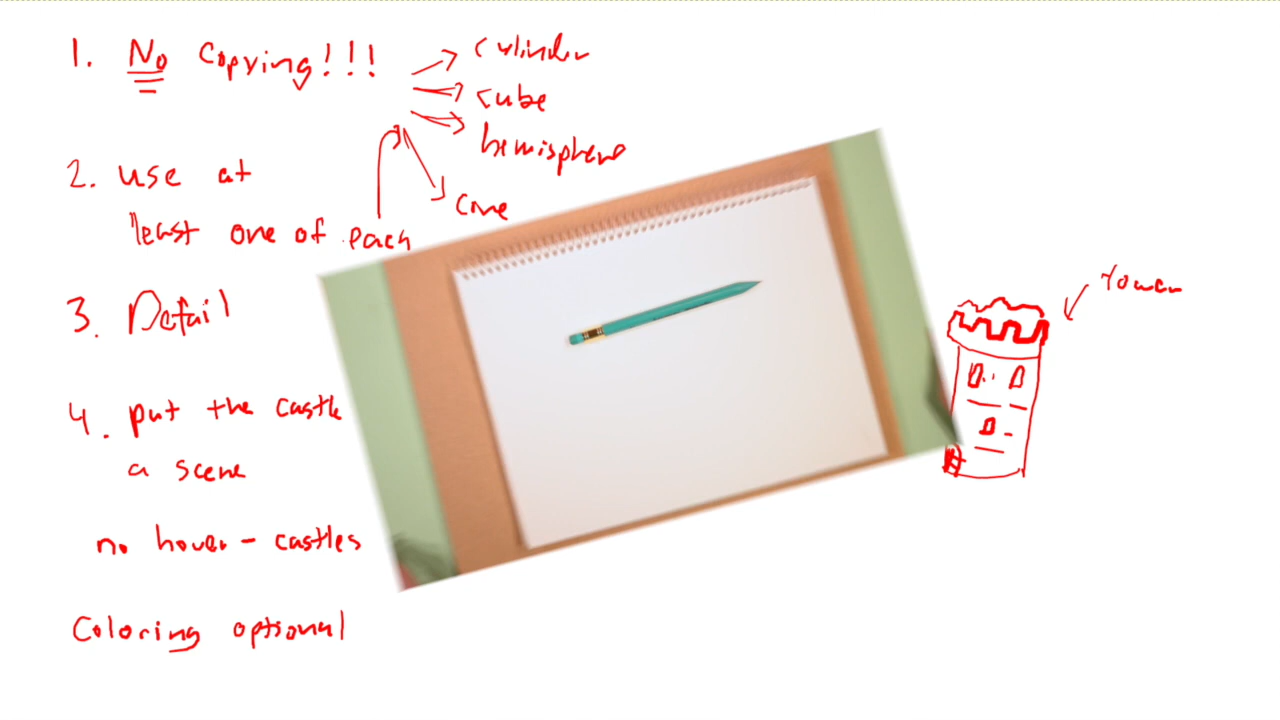 1. No Copying!!!
cylinder
cube
hemisphere
cone
2. use at
least one of each
3. Detail
4. put the castle
a scene
no hover-castles
Coloring optional
Tower